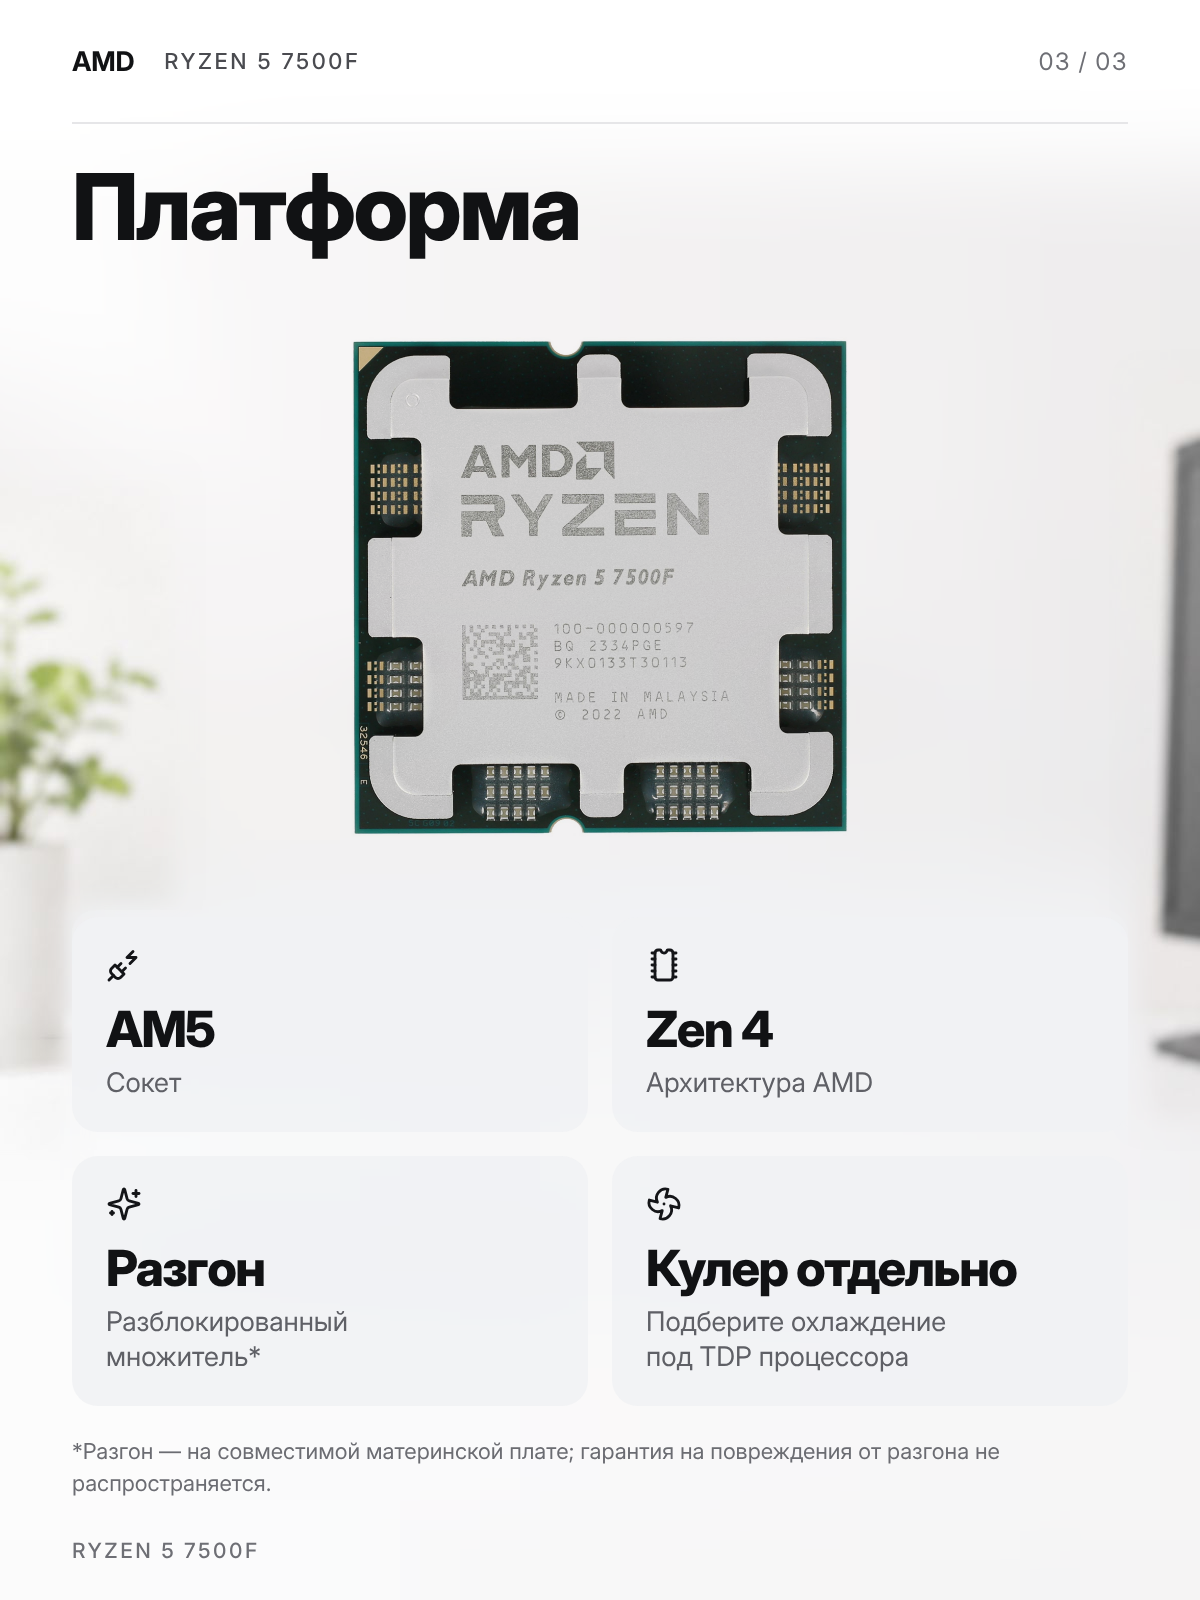 AMD RYZEN 5 7500F 03 / 03
Платформа
AMD
RYZEN
AMD Ryzen 5 7500F
100-000000597
BQ 2334PGE
9KX0133T30113
MADE IN MALAYSIA
© 2022 AMD
32546 E
AM5
Сокет
Zen 4
Архитектура AMD
Разгон
Разблокированный
множитель*
Кулер отдельно
Подберите охлаждение
под TDP процессора
*Разгон — на совместимой материнской плате; гарантия на повреждения от разгона не
распространяется.
RYZEN 5 7500F